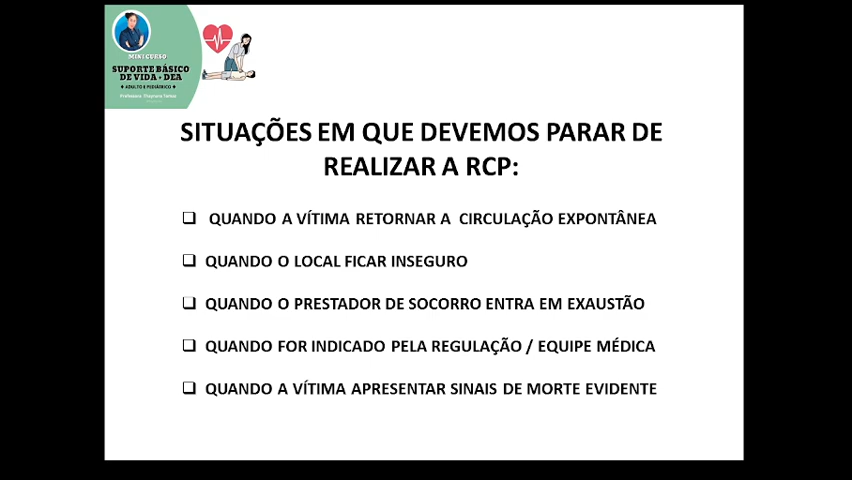 MINI CURSO
SUPORTE BÁSICO
DE VIDA + DEA
ADULTO E PEDIÁTRICO
SITUAÇÕES EM QUE DEVEMOS PARAR DE
REALIZAR A RCP:
QUANDO A VÍTIMA RETORNAR A CIRCULAÇÃO EXPONTÂNEA
QUANDO O LOCAL FICAR INSEGURO
QUANDO O PRESTADOR DE SOCORRO ENTRA EM EXAUSTÃO
QUANDO FOR INDICADO PELA REGULAÇÃO / EQUIPE MÉDICA
QUANDO A VÍTIMA APRESENTAR SINAIS DE MORTE EVIDENTE